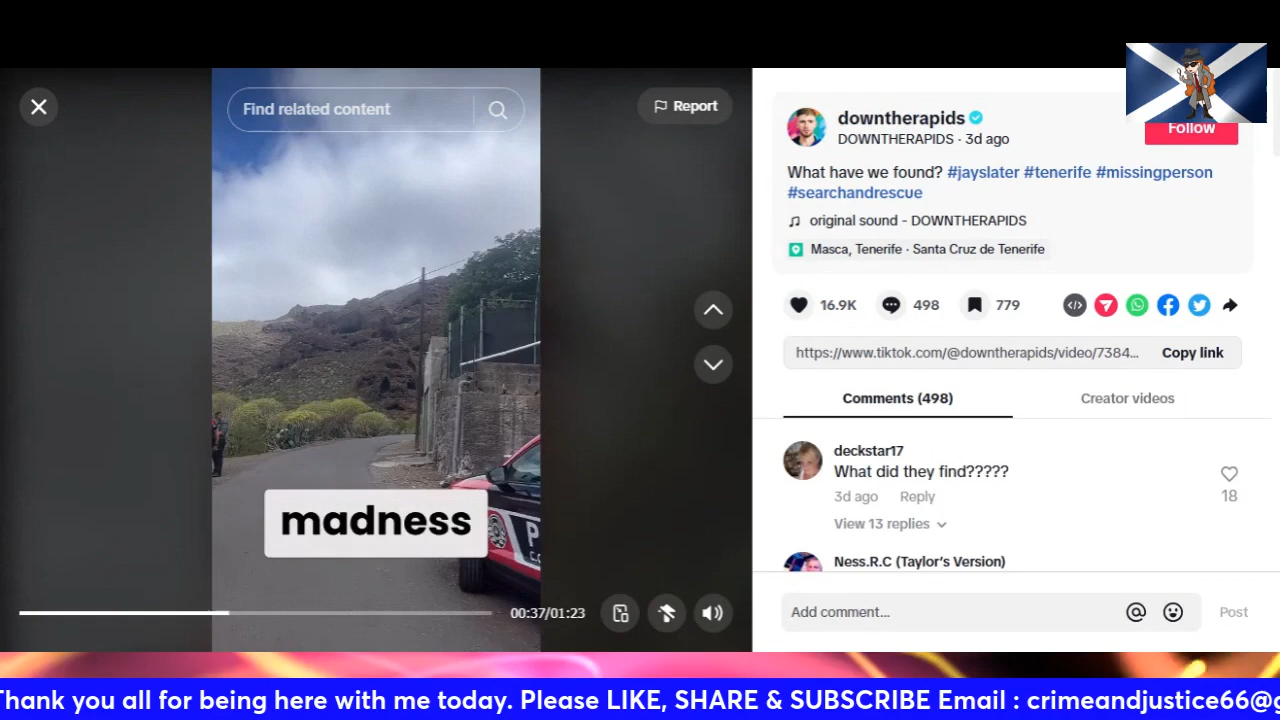 Find related content
Report
downtherapids
DOWNTHERAPIDS · 3d ago
Follow
What have we found? #jayslater #tenerife #missingperson
#searchandrescue
original sound - DOWNTHERAPIDS
Masca, Tenerife · Santa Cruz de Tenerife
16.9K
498
779
https://www.tiktok.com/@downtherapids/video/7384...
Copy link
Comments (498)
Creator videos
deckstar17
What did they find?????
3d ago
Reply
18
View 13 replies
Ness.R.C (Taylor's Version)
madness
00:37/01:23
Add comment...
Post
Thank you all for being here with me today. Please LIKE, SHARE & SUBSCRIBE Email : crimeandjustice66@g